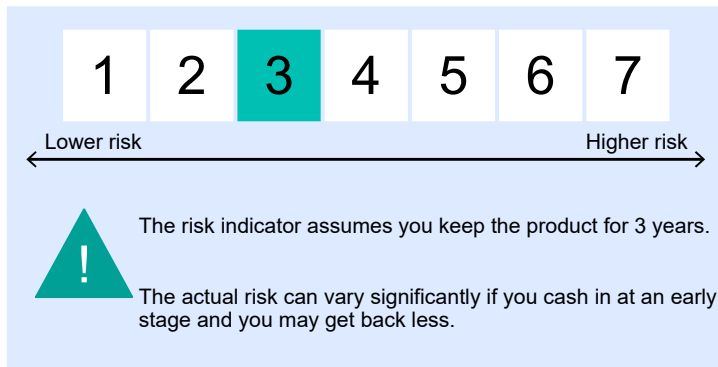 1 2 3 4 5 6 7
Lower risk Higher risk
!
The risk indicator assumes you keep the product for 3 years.
The actual risk can vary significantly if you cash in at an early
stage and you may get back less.